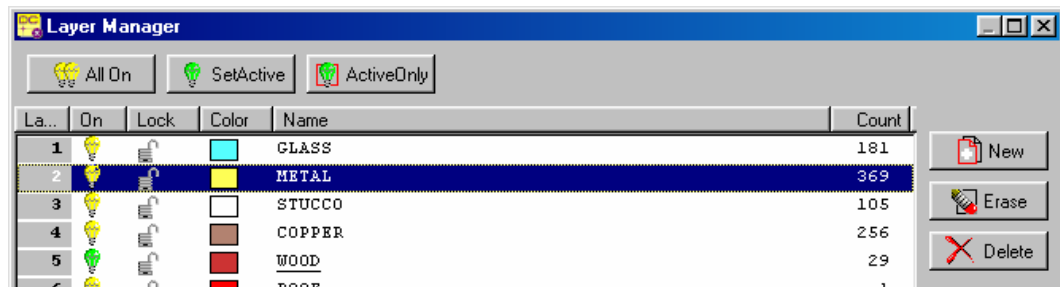 Layer Manager
All On SetActive ActiveOnly
La... On Lock Color Name Count
1 GLASS 181
2 METAL 369
3 STUCCO 105
4 COPPER 256
5 WOOD 29
New
Erase
Delete